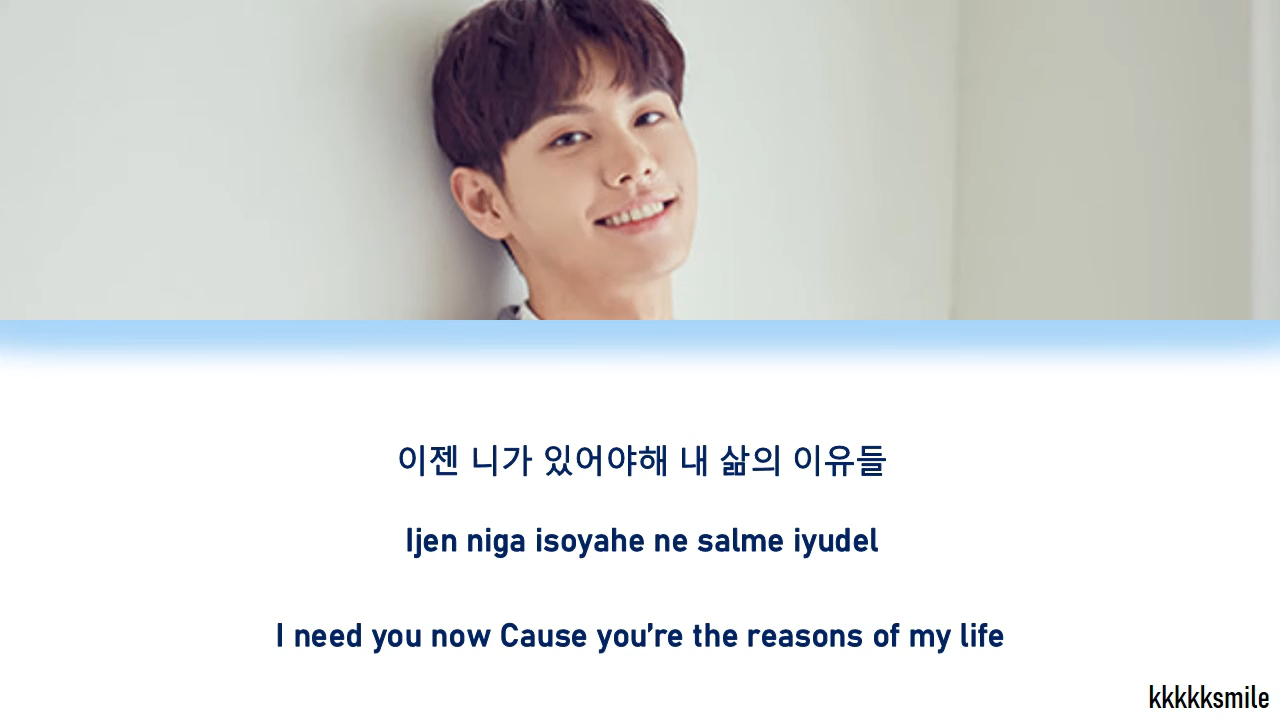 이젠 니가 있어야해 내 삶의 이유들
Ijen niga isoyahe ne salme iyudel
I need you now Cause you’re the reasons of my life
kkkkksmile